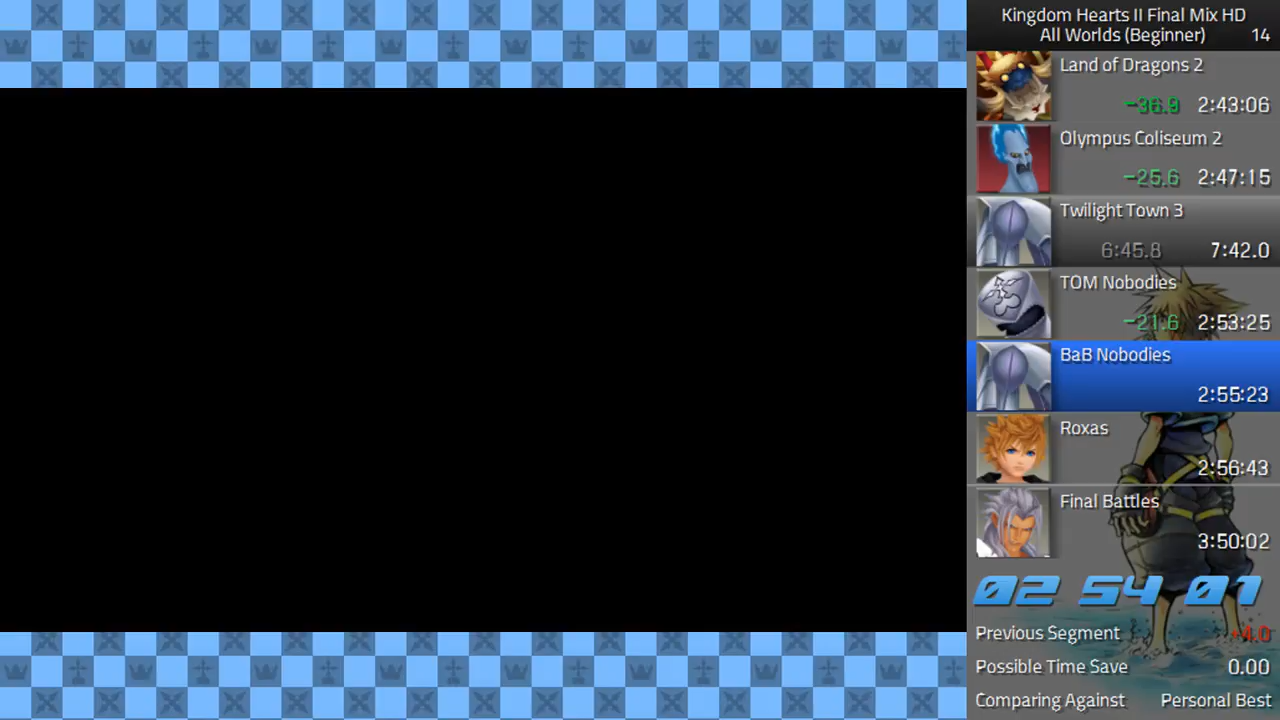 Kingdom Hearts II Final Mix HD
All Worlds (Beginner) 14
Land of Dragons 2
-36.9 2:43:06
Olympus Coliseum 2
-25.6 2:47:15
Twilight Town 3
6:45.8 7:42.0
TOM Nobodies
-21.6 2:53:25
BaB Nobodies
2:55:23
Roxas
2:56:43
Final Battles
3:50:02
02 54 01
Previous Segment +4.0
Possible Time Save 0.00
Comparing Against Personal Best